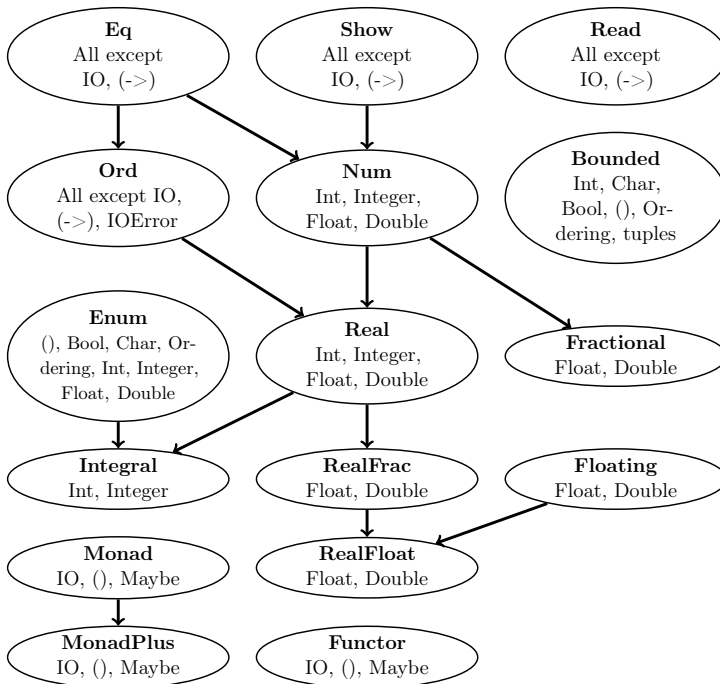 Eq
All except
IO, (->)
Show
All except
IO, (->)
Read
All except
IO, (->)
Ord
All except IO,
(->), IOError
Num
Int, Integer,
Float, Double
Bounded
Int, Char,
Bool, (), Or-
dering, tuples
Enum
(), Bool, Char, Or-
dering, Int, Integer,
Float, Double
Real
Int, Integer,
Float, Double
Fractional
Float, Double
Integral
Int, Integer
RealFrac
Float, Double
Floating
Float, Double
Monad
IO, (), Maybe
RealFloat
Float, Double
MonadPlus
IO, (), Maybe
Functor
IO, (), Maybe